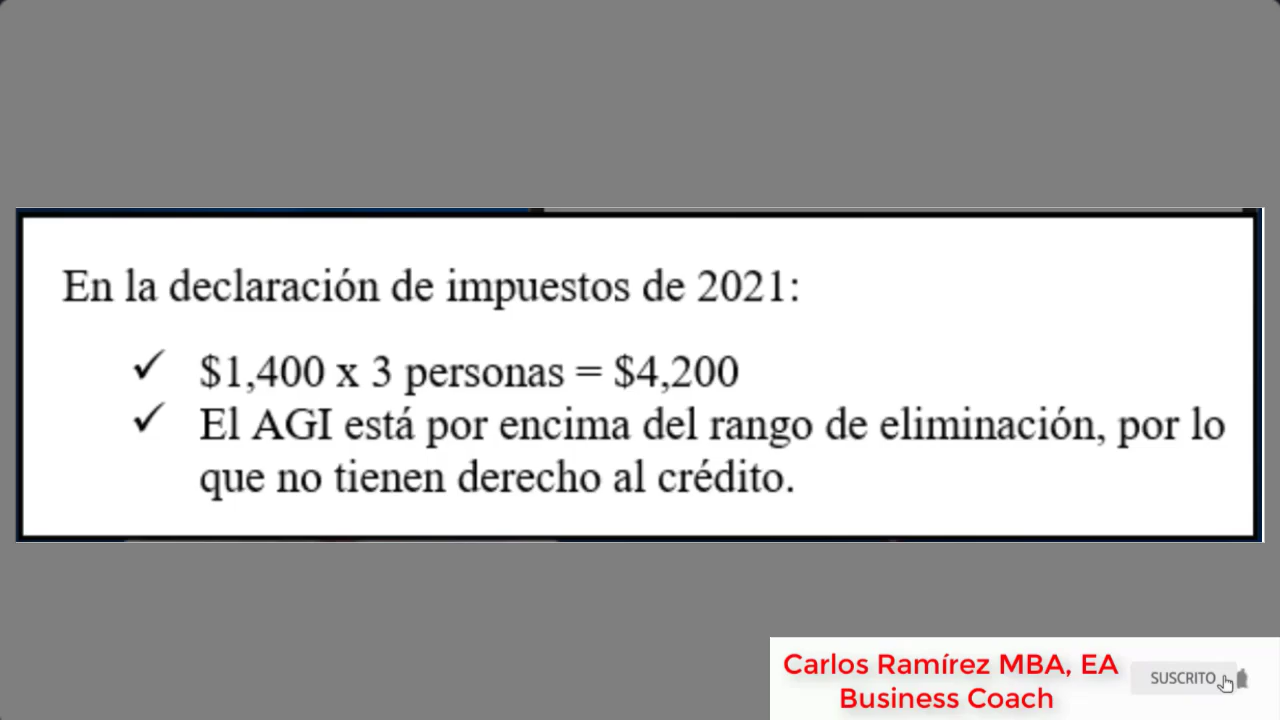 En la declaración de impuestos de 2021:
✓ $1,400 x 3 personas = $4,200
✓ El AGI está por encima del rango de eliminación, por lo
que no tienen derecho al crédito.
Carlos Ramírez MBA, EA
Business Coach
SUSCRITO